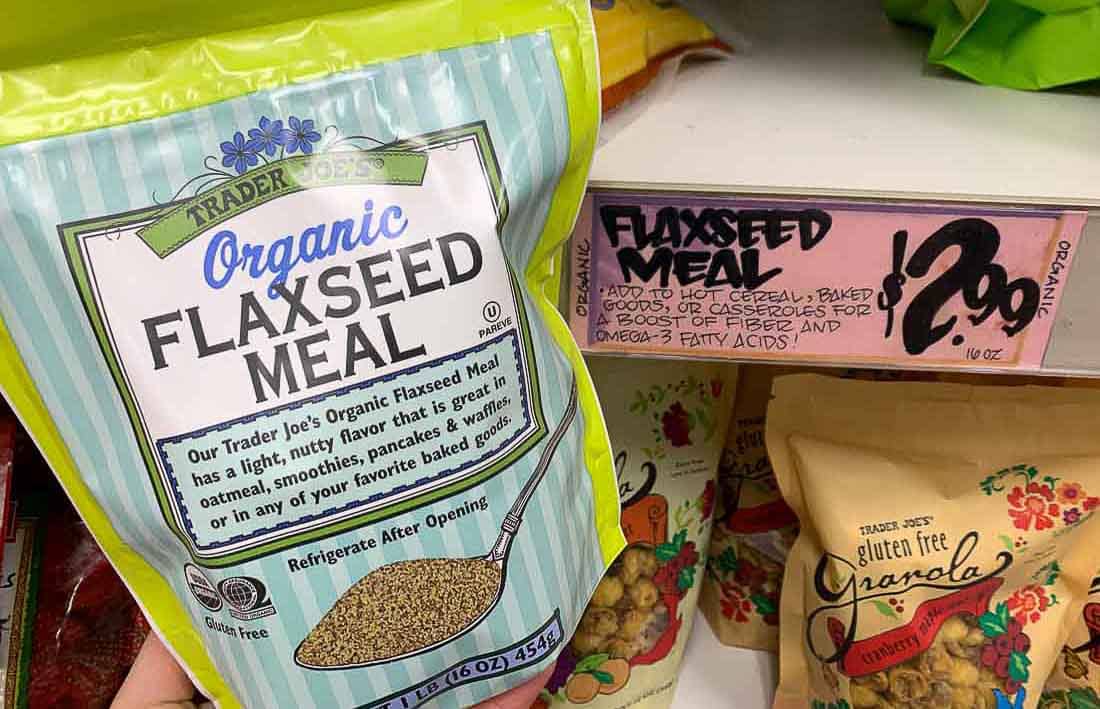 TRADER JOE'S®
Organic
FLAXSEED
MEAL
U
PAREVE
Our Trader Joe's Organic Flaxseed Meal
has a light, nutty flavor that is great in
oatmeal, smoothies, pancakes & waffles,
or in any of your favorite baked goods.
Refrigerate After Opening
Gluten Free
1 LB (16 OZ) 454g
ORGANIC
FLAXSEED
MEAL
• ADD TO HOT CEREAL, BAKED
GOODS, OR CASSEROLES FOR
A BOOST OF FIBER AND
OMEGA-3 FATTY ACIDS!
$2.99
16 OZ
ORGANIC
TRADER JOE'S'
gluten free
Granola
cranberry